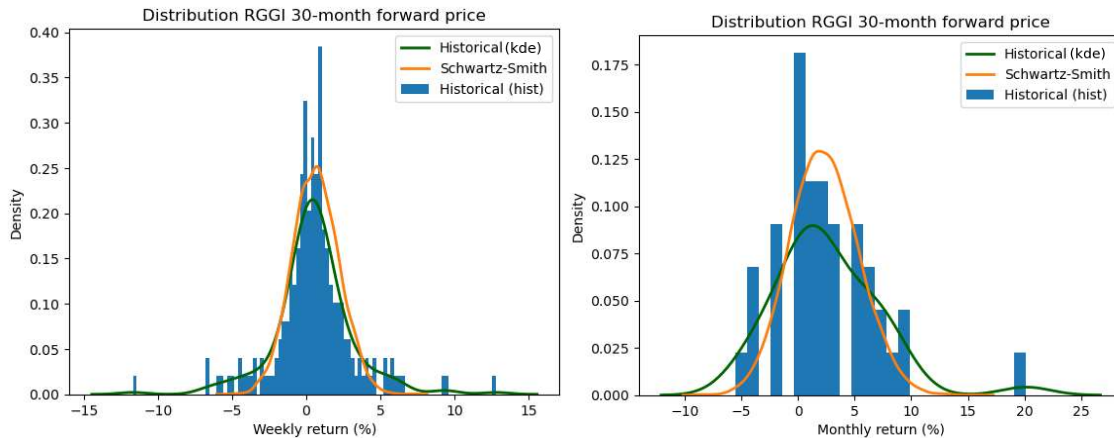 Distribution RGGI 30-month forward price
0.40
0.35
0.30
0.25
0.20
0.15
0.10
0.05
0.00
Density
Historical (kde)
Schwartz-Smith
Historical (hist)
−15 −10 −5 0 5 10 15
Weekly return (%)
Distribution RGGI 30-month forward price
0.175
0.150
0.125
0.100
0.075
0.050
0.025
0.000
Density
Historical (kde)
Schwartz-Smith
Historical (hist)
−10 −5 0 5 10 15 20 25
Monthly return (%)